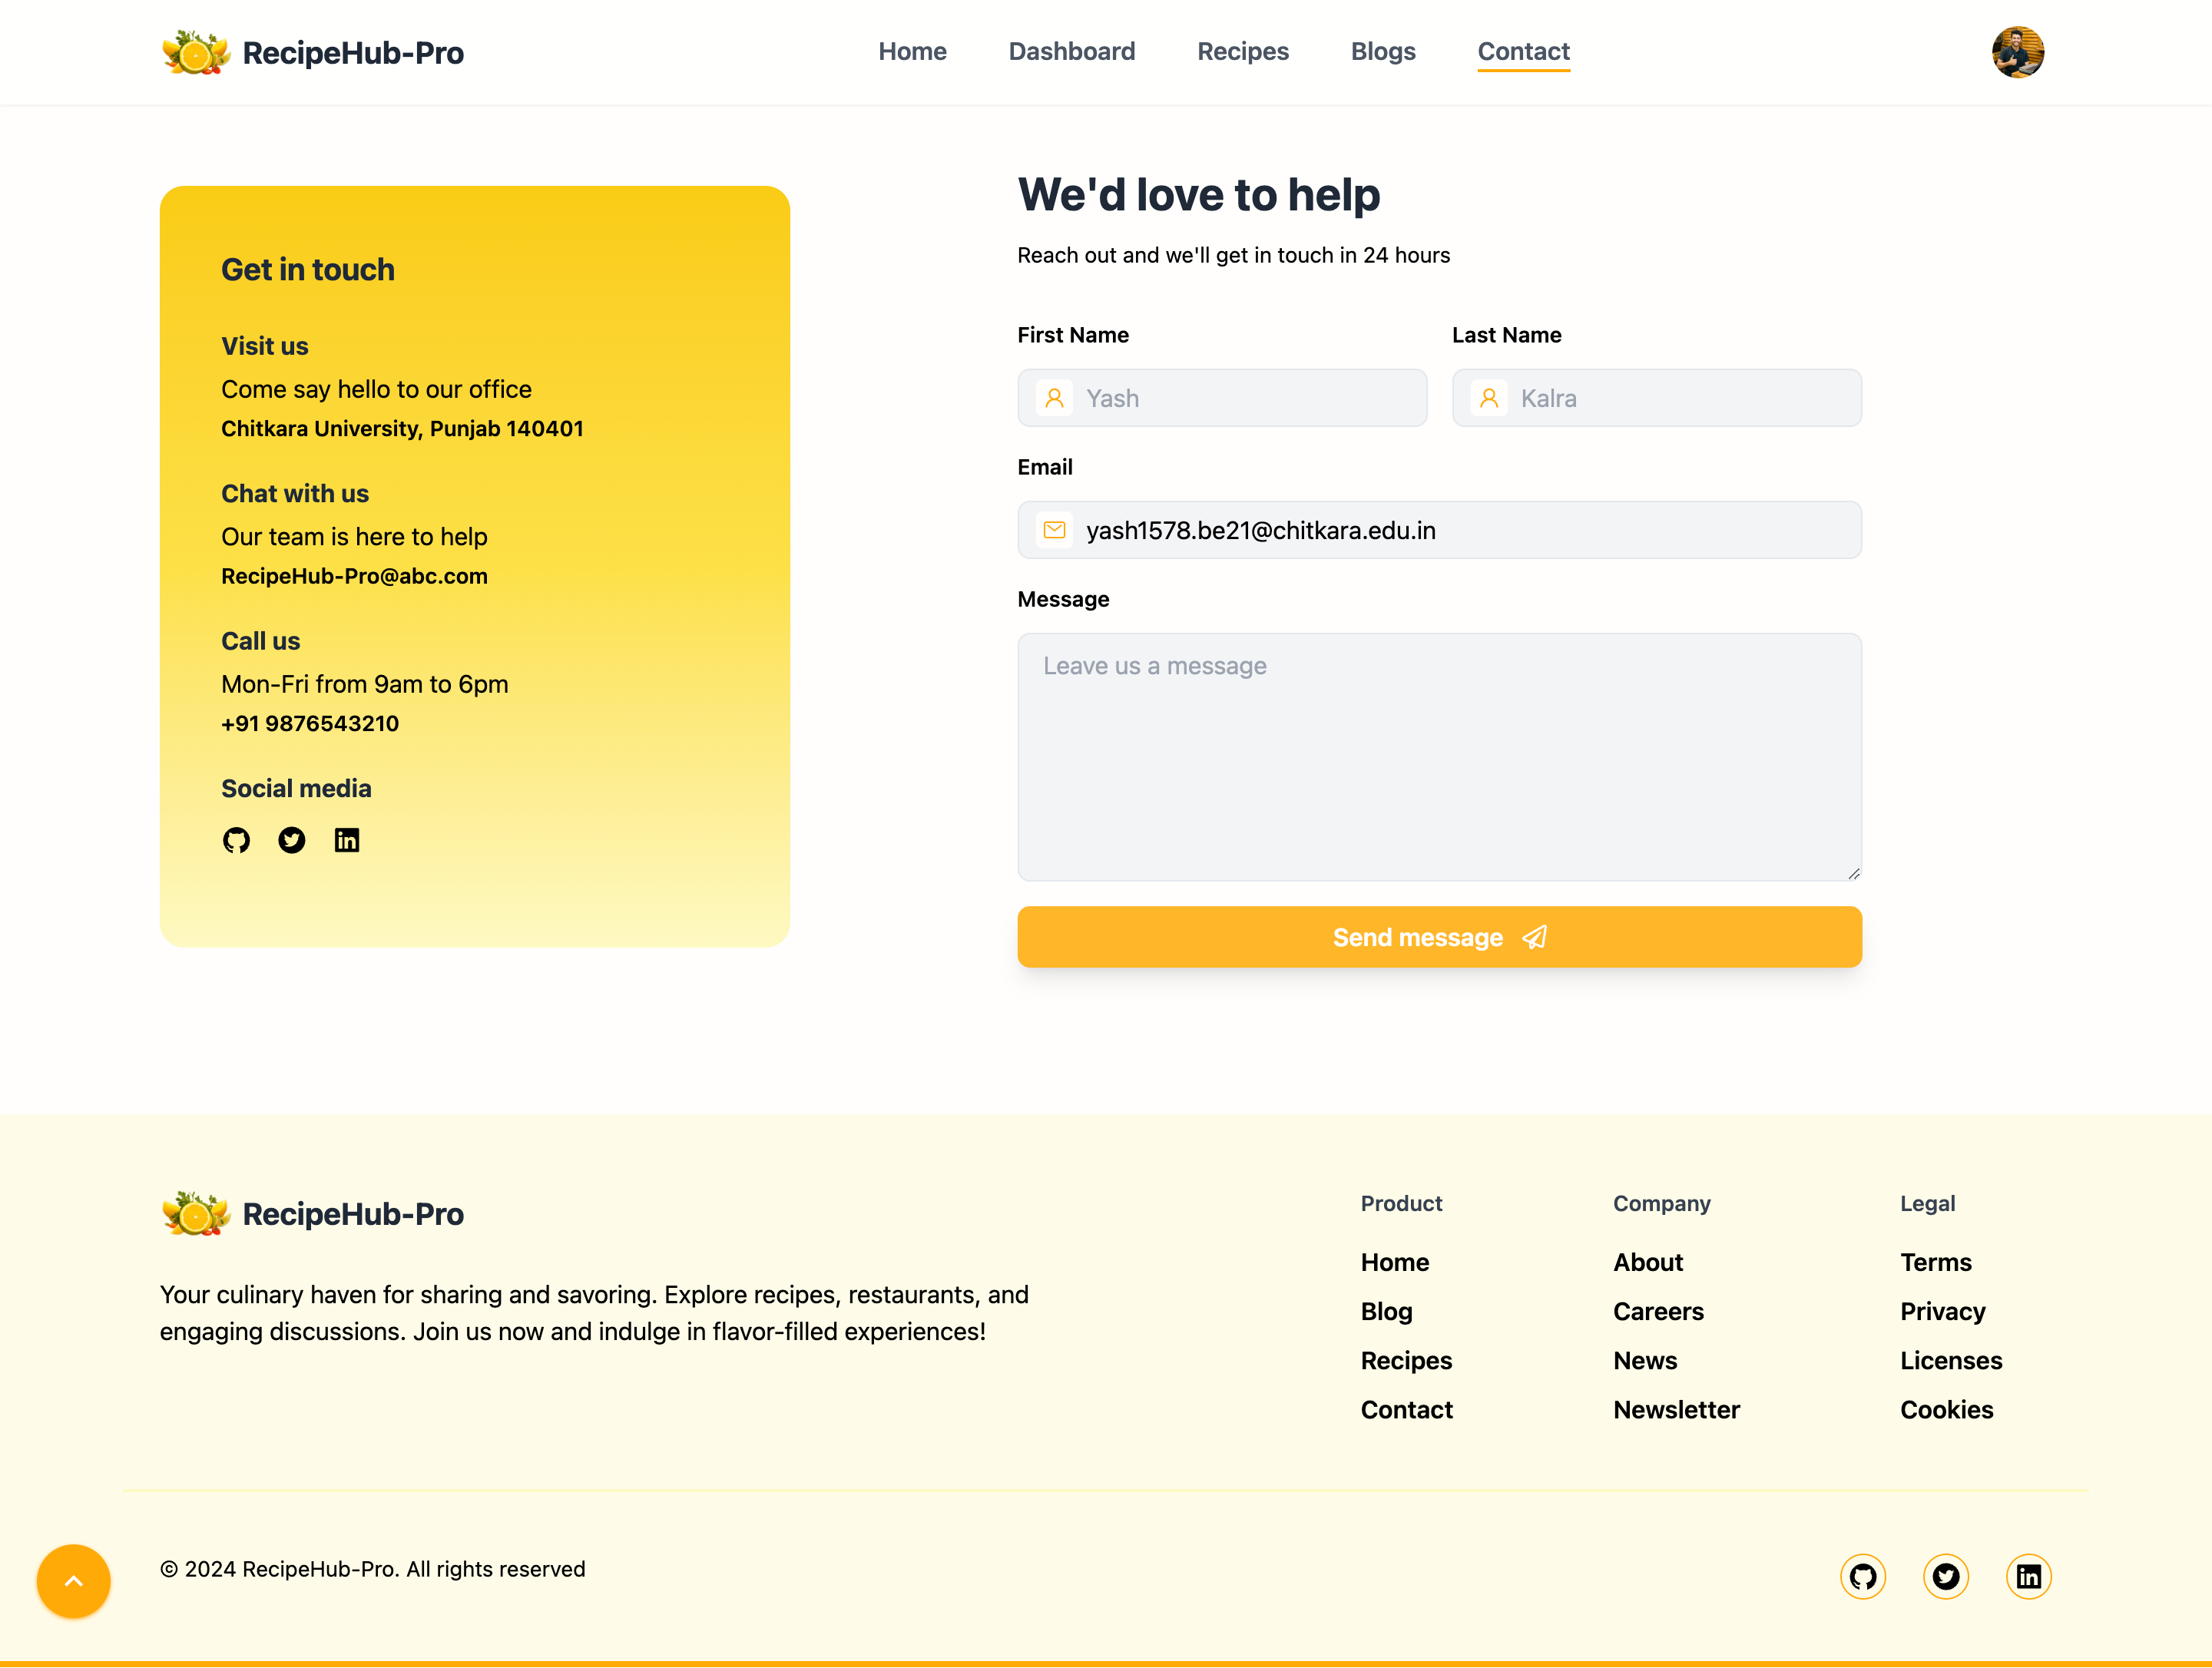 RecipeHub-Pro
Home
Dashboard
Recipes
Blogs
Contact
Get in touch
Visit us
Come say hello to our office
Chitkara University, Punjab 140401
Chat with us
Our team is here to help
RecipeHub-Pro@abc.com
Call us
Mon-Fri from 9am to 6pm
+91 9876543210
Social media
We'd love to help
Reach out and we'll get in touch in 24 hours
First Name
Last Name
Yash
Kalra
Email
yash1578.be21@chitkara.edu.in
Message
Leave us a message
Send message
RecipeHub-Pro
Your culinary haven for sharing and savoring. Explore recipes, restaurants, and
engaging discussions. Join us now and indulge in flavor-filled experiences!
Product
Home
Blog
Recipes
Contact
Company
About
Careers
News
Newsletter
Legal
Terms
Privacy
Licenses
Cookies
© 2024 RecipeHub-Pro. All rights reserved